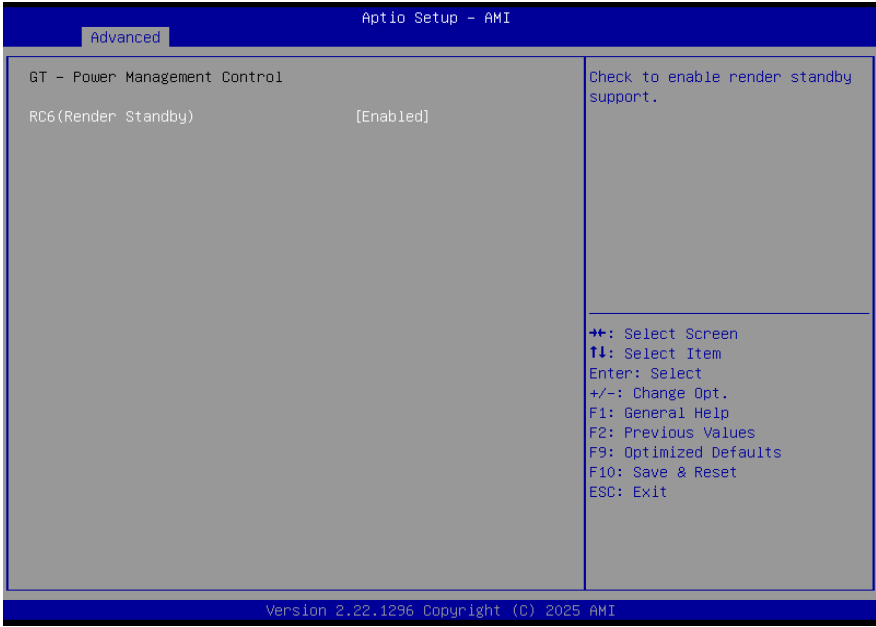 Aptio Setup – AMI
Advanced
GT – Power Management Control
RC6(Render Standby) [Enabled]
Check to enable render standby
support.
→←: Select Screen
↑↓: Select Item
Enter: Select
+/-: Change Opt.
F1: General Help
F2: Previous Values
F9: Optimized Defaults
F10: Save & Reset
ESC: Exit
Version 2.22.1296 Copyright (C) 2025 AMI